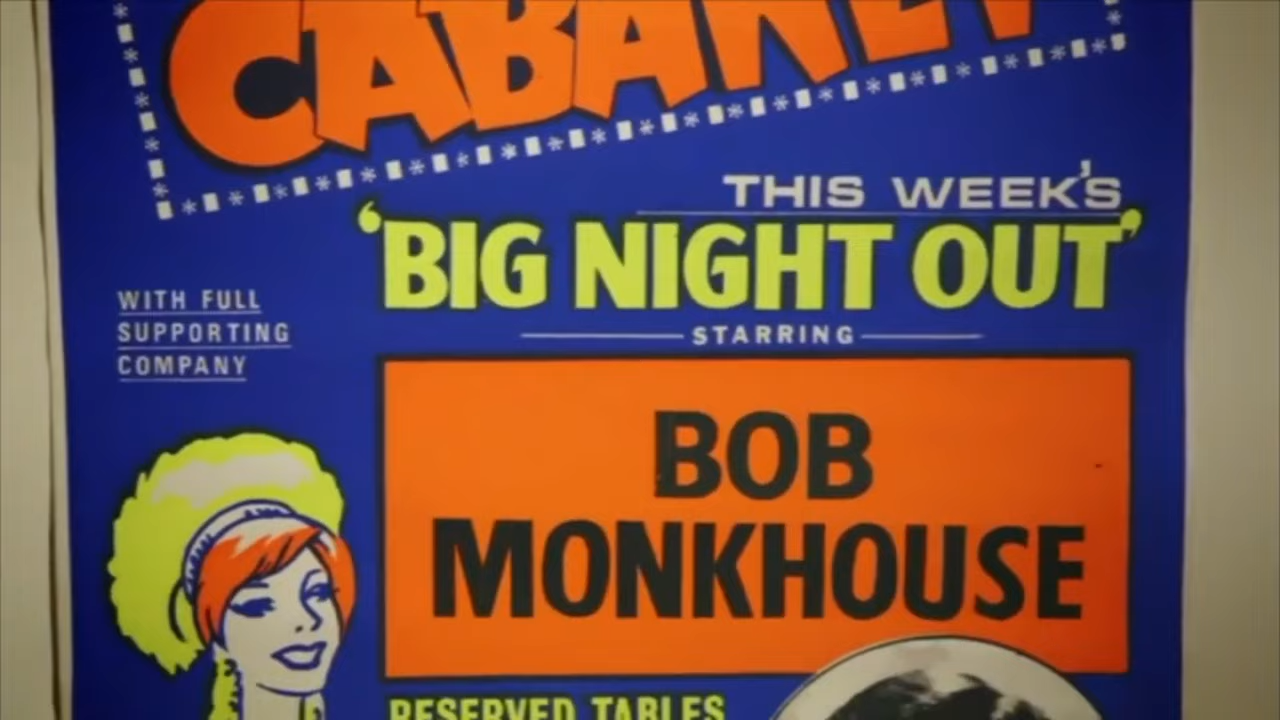 CABARET
THIS WEEK'S
'BIG NIGHT OUT'
WITH FULL
SUPPORTING
COMPANY
STARRING
BOB
MONKHOUSE
RESERVED TABLES